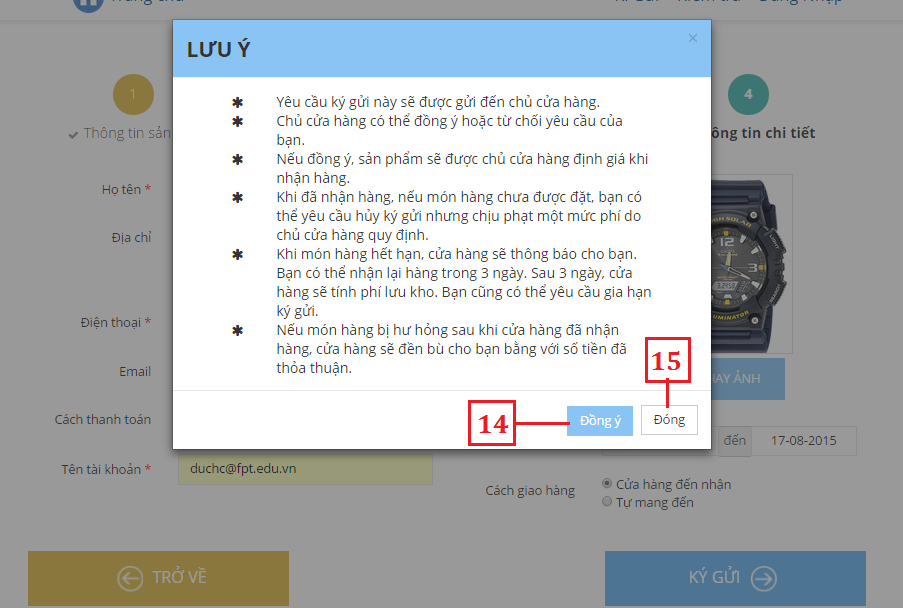 LƯU Ý
×
1
4
Thông tin sản
ông tin chi tiết
✱ Yêu cầu ký gửi này sẽ được gửi đến chủ cửa hàng.
✱ Chủ cửa hàng có thể đồng ý hoặc từ chối yêu cầu của
bạn.
✱ Nếu đồng ý, sản phẩm sẽ được chủ cửa hàng định giá khi
nhận hàng.
✱ Khi đã nhận hàng, nếu món hàng chưa được đặt, bạn có
thể yêu cầu hủy ký gửi nhưng chịu phạt một mức phí do
chủ cửa hàng quy định.
✱ Khi món hàng hết hạn, cửa hàng sẽ thông báo cho bạn.
Bạn có thể nhận lại hàng trong 3 ngày. Sau 3 ngày, cửa
hàng sẽ tính phí lưu kho. Bạn cũng có thể yêu cầu gia hạn
ký gửi.
✱ Nếu món hàng bị hư hỏng sau khi cửa hàng đã nhận
hàng, cửa hàng sẽ đền bù cho bạn bằng với số tiền đã
thỏa thuận.
14
15
Đồng ý
Đóng
Họ tên *
Địa chỉ
Điện thoại *
Email
Cách thanh toán
Tên tài khoản *
duchc@fpt.edu.vn
HAY ẢNH
đến
17-08-2015
Cách giao hàng
Cửa hàng đến nhận
Tự mang đến
TRỞ VỀ
KÝ GỬI